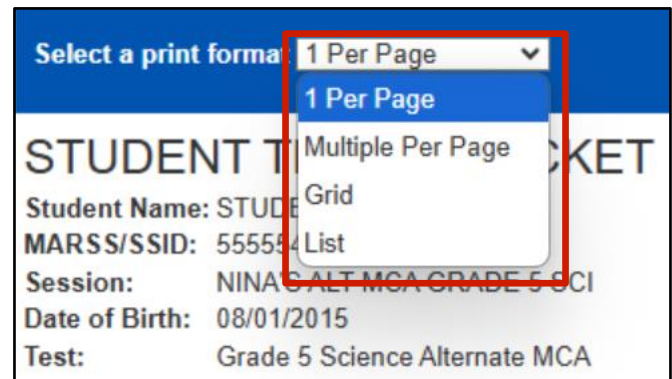 Select a print format 1 Per Page
1 Per Page
Multiple Per Page
Grid
List
STUDENT T KET
Student Name: STUDE
MARSS/SSID: 555554
Session: NINA'S ALT MCA GRADE 5 SCI
Date of Birth: 08/01/2015
Test: Grade 5 Science Alternate MCA